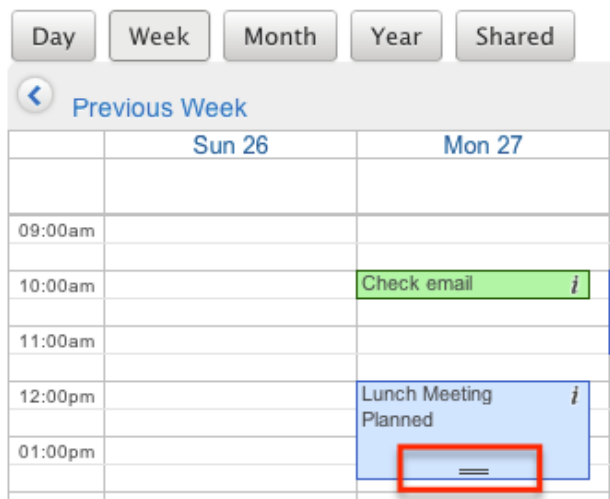 Day Week Month Year Shared
Previous Week
Sun 26 Mon 27
09:00am
10:00am Check email i
11:00am
12:00pm Lunch Meeting i
Planned
01:00pm